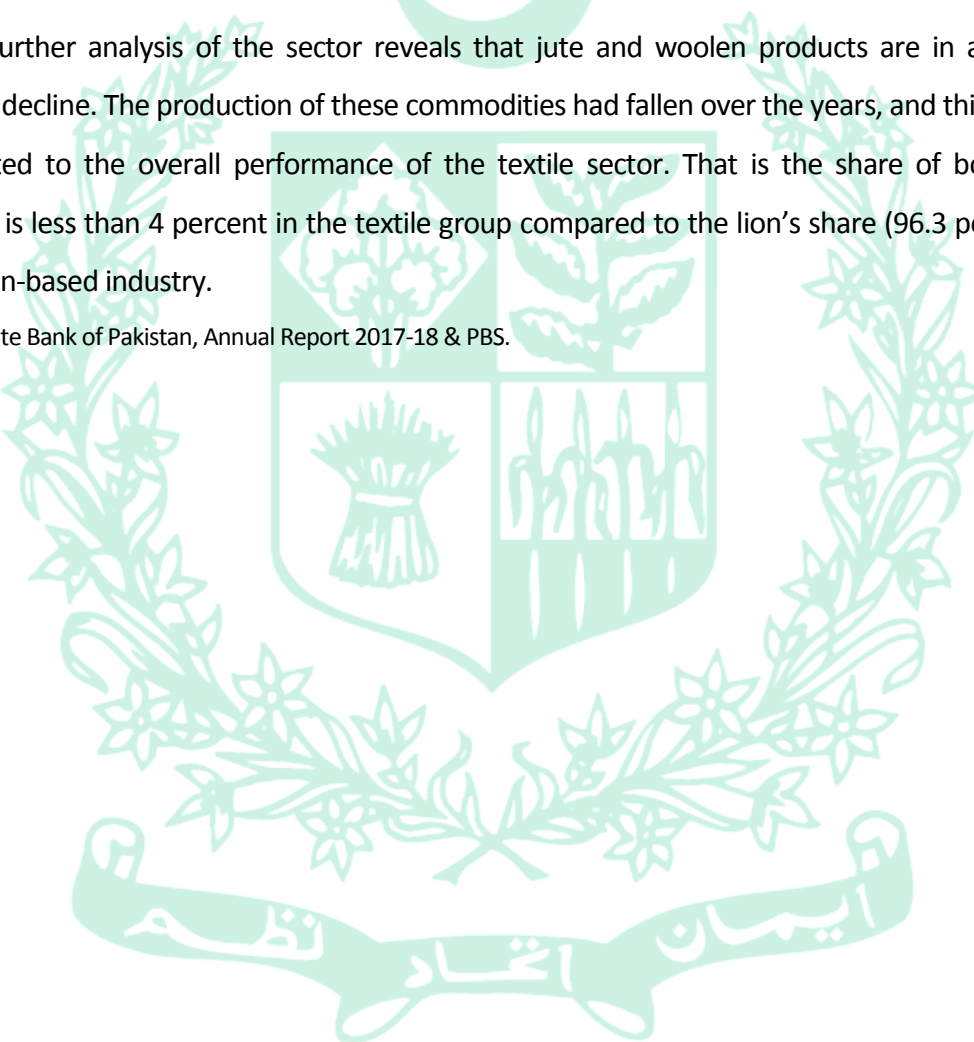 urther analysis of the sector reveals that jute and woolen products are in a
decline. The production of these commodities had fallen over the years, and thi
ted to the overall performance of the textile sector. That is the share of bo
is less than 4 percent in the textile group compared to the lion’s share (96.3 pe
n-based industry.
te Bank of Pakistan, Annual Report 2017-18 & PBS.
ایمان اتحاد نظم